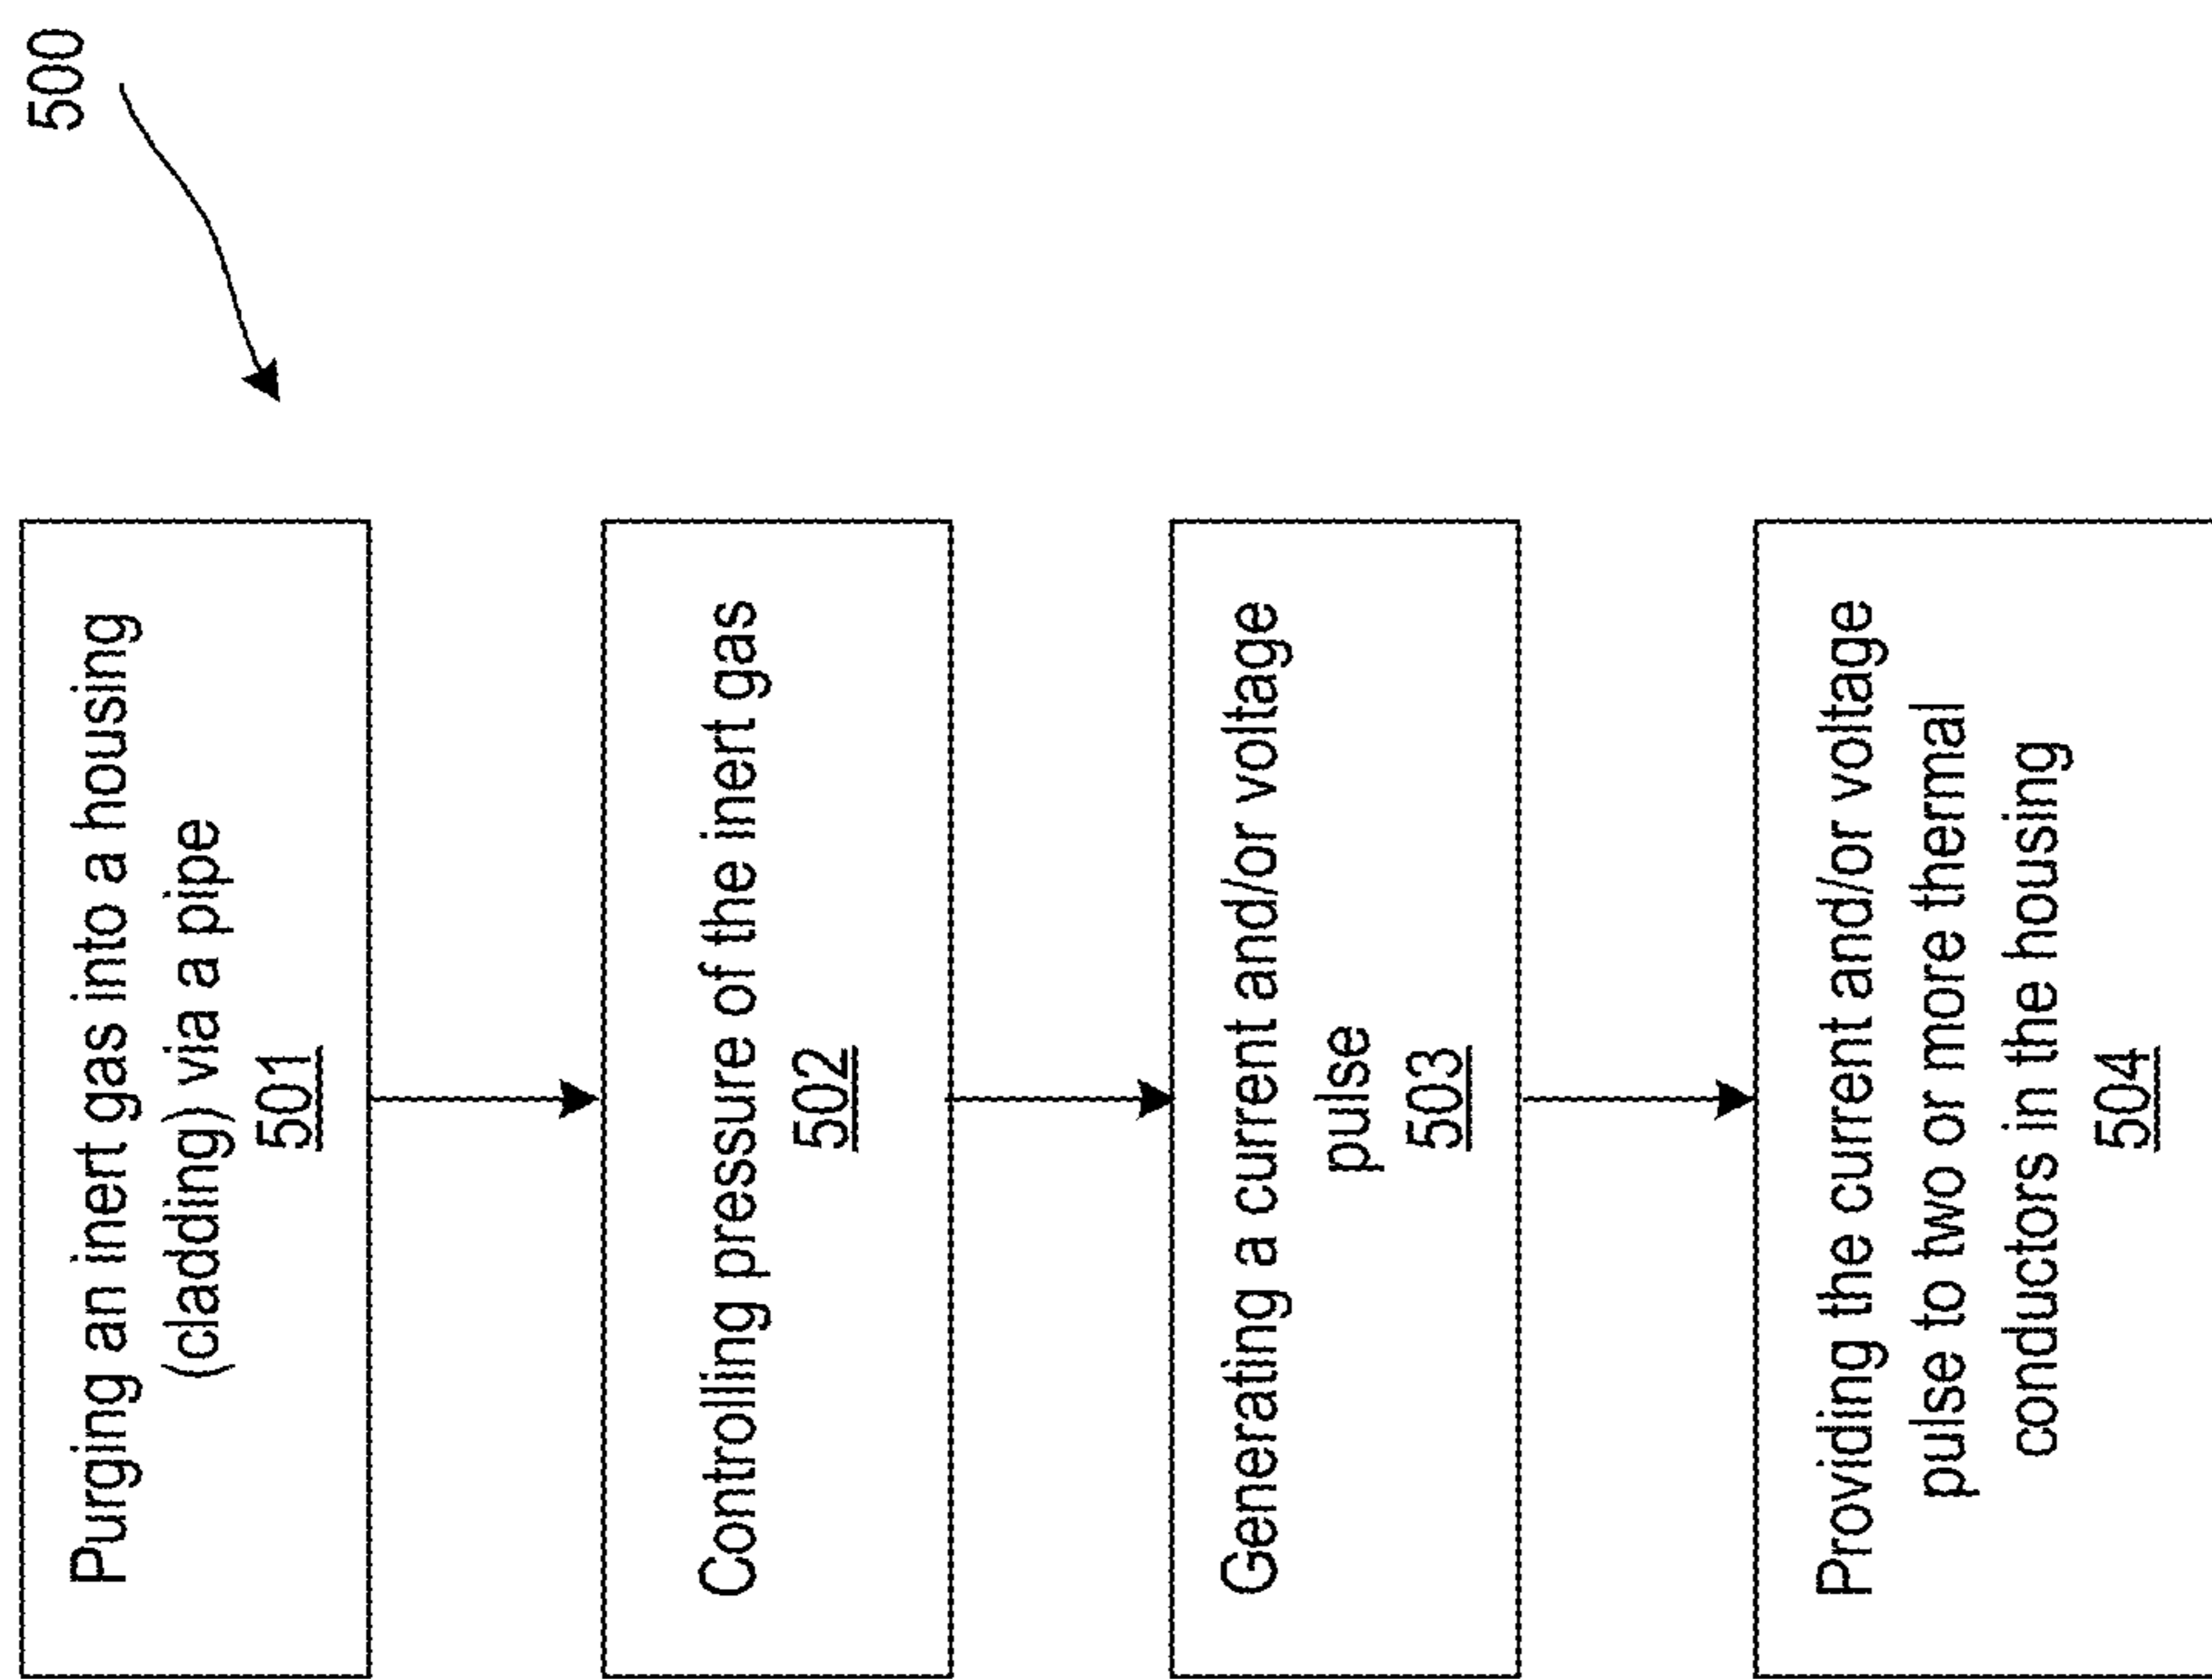 500
Purging an inert gas into a housing
(cladding) via a pipe
501
Controlling pressure of the inert gas
502
Generating a current and/or voltage
pulse
503
Providing the current and/or voltage
pulse to two or more thermal
conductors in the housing
504